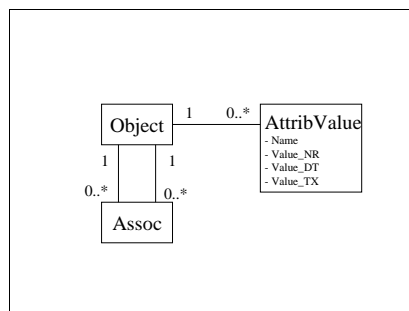 1 0..*
Object
AttribValue
- Name
- Value_NR
- Value_DT
- Value_TX
1 1
0..* 0..*
Assoc